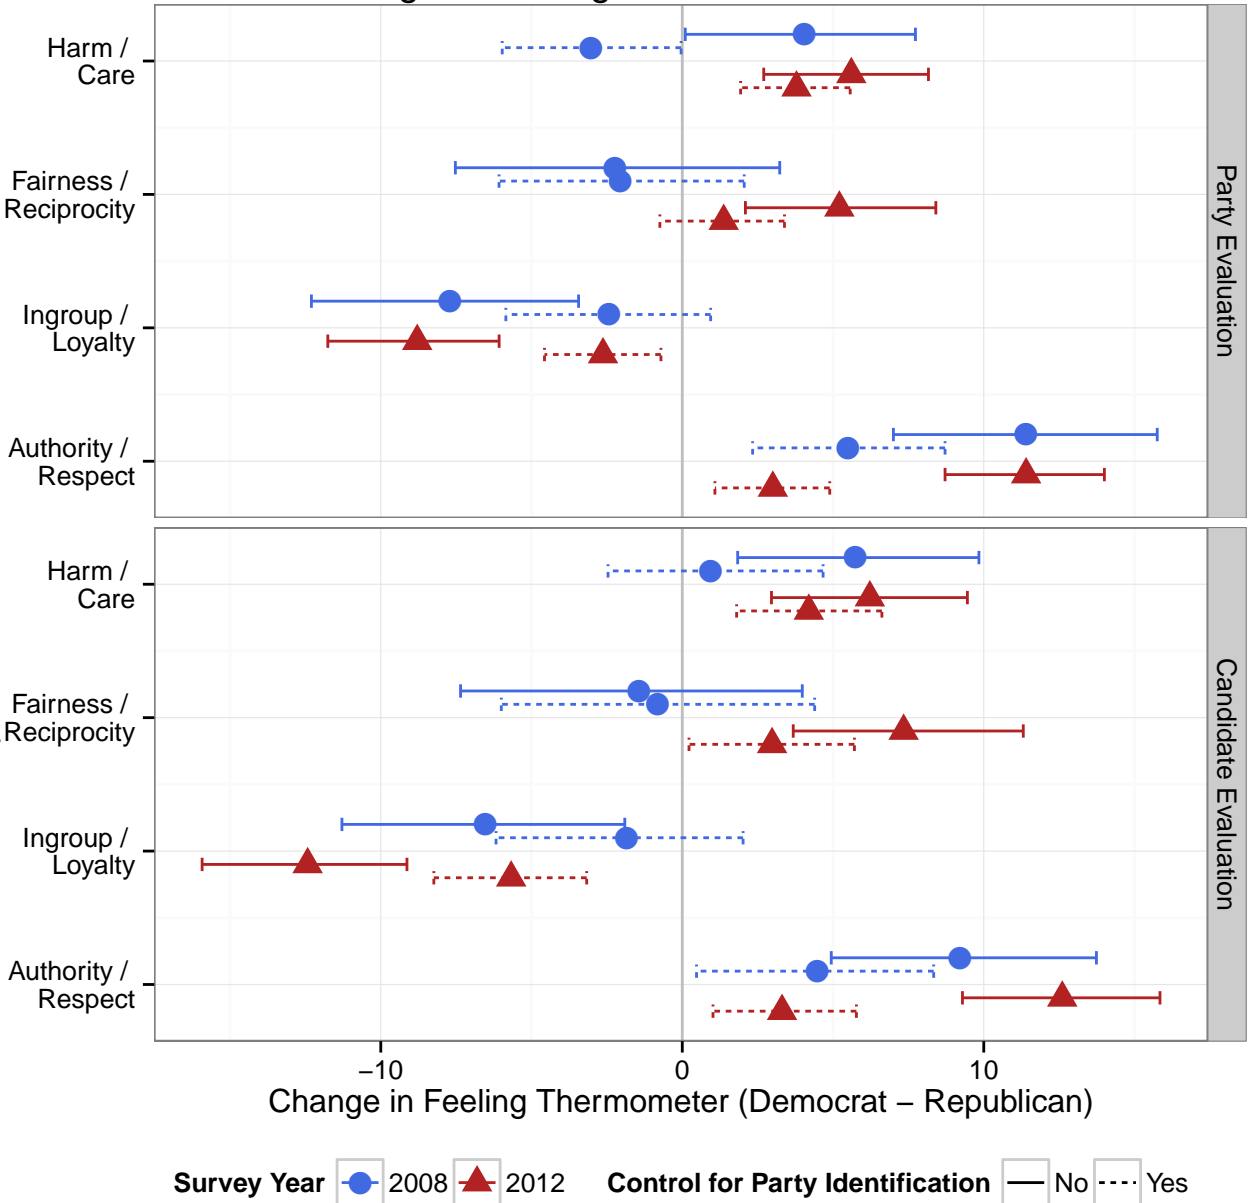 Harm /
Care
Fairness /
Reciprocity
Ingroup /
Loyalty
Authority /
Respect
Party Evaluation
Harm /
Care
Fairness /
Reciprocity
Ingroup /
Loyalty
Authority /
Respect
Candidate Evaluation
−10 0 10
Change in Feeling Thermometer (Democrat − Republican)
Survey Year 2008 2012 Control for Party Identification No Yes